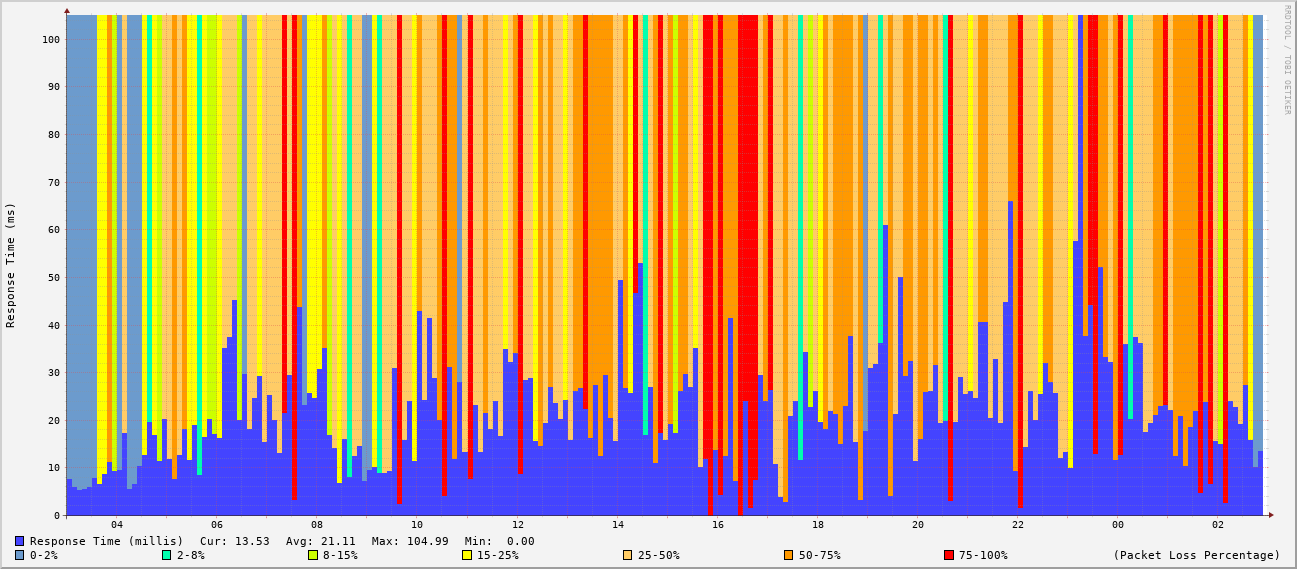 RRDTOOL / TOBI OETIKER
Response Time (ms)
100
90
80
70
60
50
40
30
20
10
0
04 06 08 10 12 14 16 18 20 22 00 02
Response Time (millis) Cur: 13.53 Avg: 21.11 Max: 104.99 Min: 0.00
0-2% 2-8% 8-15% 15-25% 25-50% 50-75% 75-100% (Packet Loss Percentage)